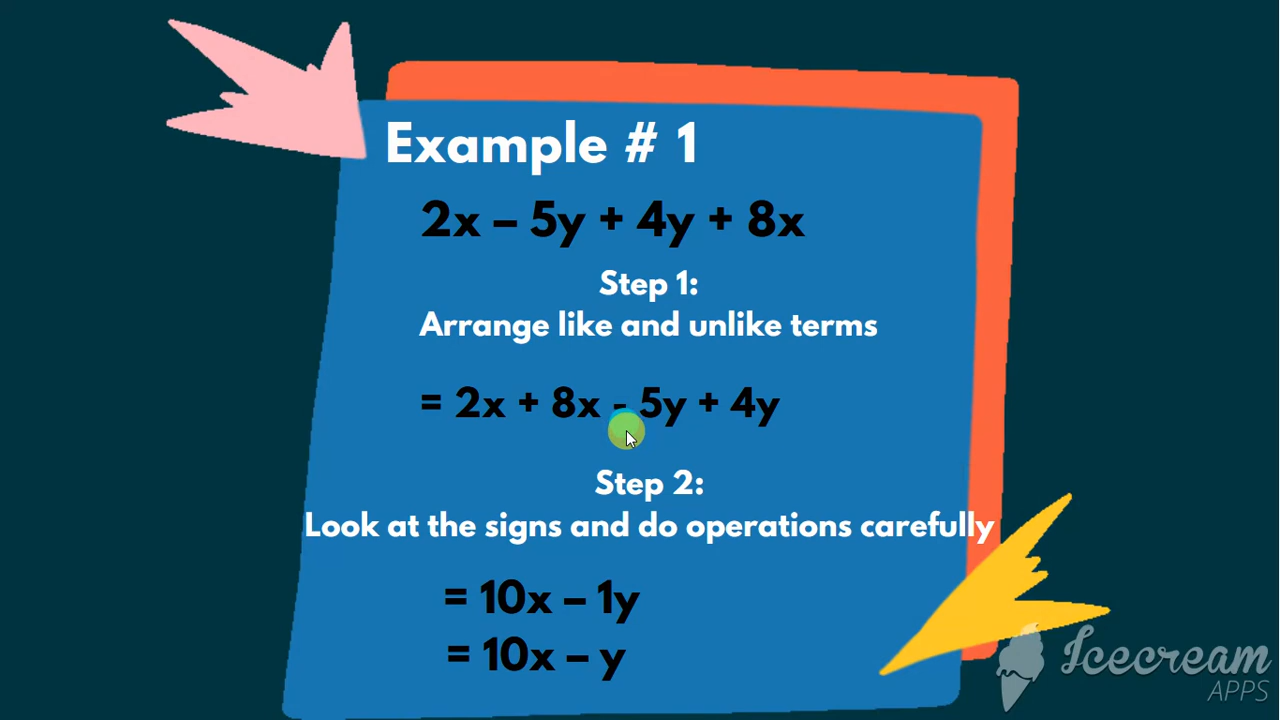 Example # 1
2x – 5y + 4y + 8x
Step 1:
Arrange like and unlike terms
= 2x + 8x - 5y + 4y
Step 2:
Look at the signs and do operations carefully
= 10x – 1y
= 10x – y
Icecream
APPS